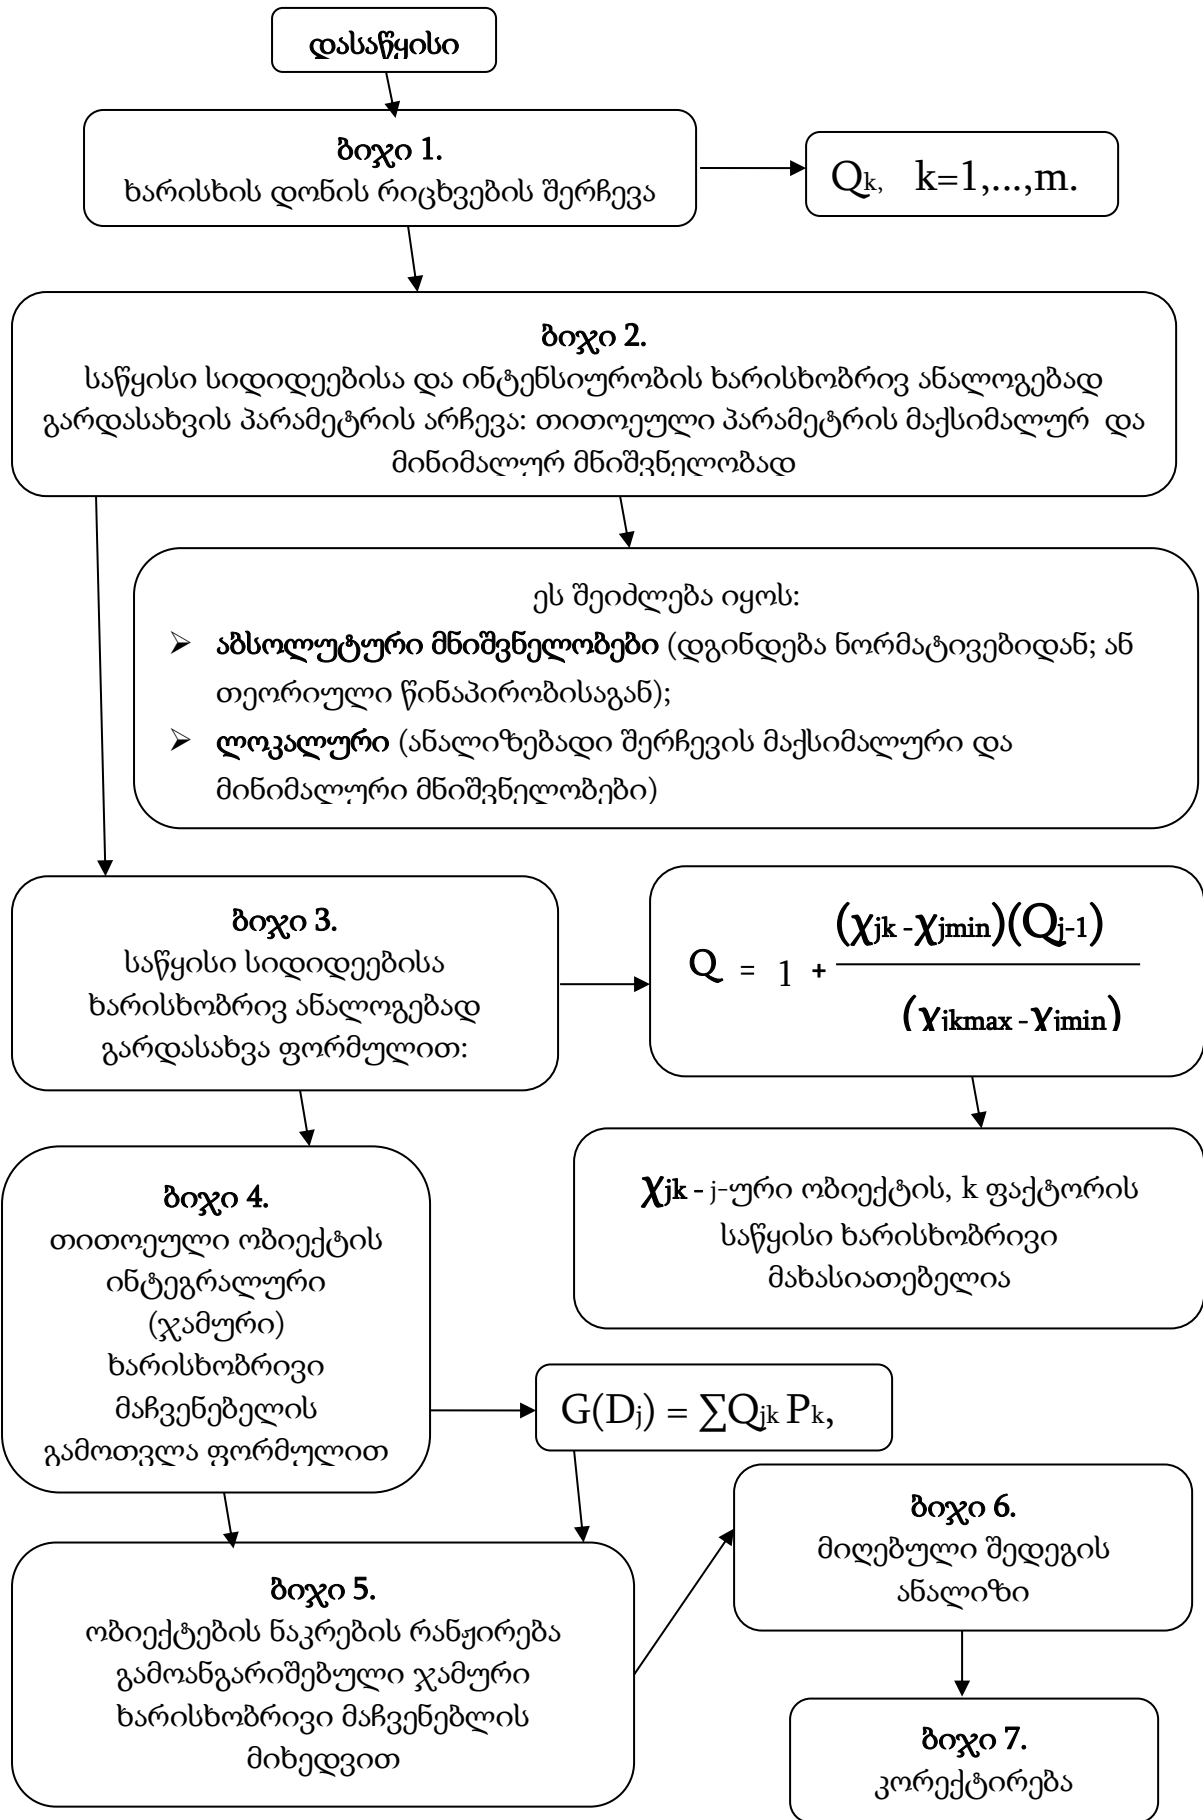 დასაწყისი
ბიჯი 1.
ხარისხის დონის რიცხვების შერჩევა
Qk, k=1,...,m.
ბიჯი 2.
საწყისი სიდიდეებისა და ინტენსიურობის ხარისხობრივ ანალოგებად
გარდასახვის პარამეტრის არჩევა: თითოეული პარამეტრის მაქსიმალურ და
მინიმალურ მნიშვნელობად
ეს შეიძლება იყოს:
➢ აბსოლუტური მნიშვნელობები (დგინდება ნორმატივებიდან; ან
თეორიული წინაპირობისაგან);
➢ ლოკალური (ანალიზებადი შერჩევის მაქსიმალური და
მინიმალური მნიშვნელობები)
ბიჯი 3.
საწყისი სიდიდეებისა
ხარისხობრივ ანალოგებად
გარდასახვა ფორმულით:
(χjk - χjmin)(Qj-1)
Q = 1 +
(χjkmax - χjmin)
χjk - j-ური ობიექტის, k ფაქტორის
საწყისი ხარისხობრივი
მახასიათებელია
ბიჯი 4.
თითოეული ობიექტის
ინტეგრალური
(ჯამური)
ხარისხობრივი
მაჩვენებელის
გამოთვლა ფორმულით
G(Dj) = ∑Qjk Pk,
ბიჯი 5.
ობიექტების ნაკრების რანჟირება
გამოანგარიშებული ჯამური
ხარისხობრივი მაჩვენებლის
მიხედვით
ბიჯი 6.
მიღებული შედეგის
ანალიზი
ბიჯი 7.
კორექტირება